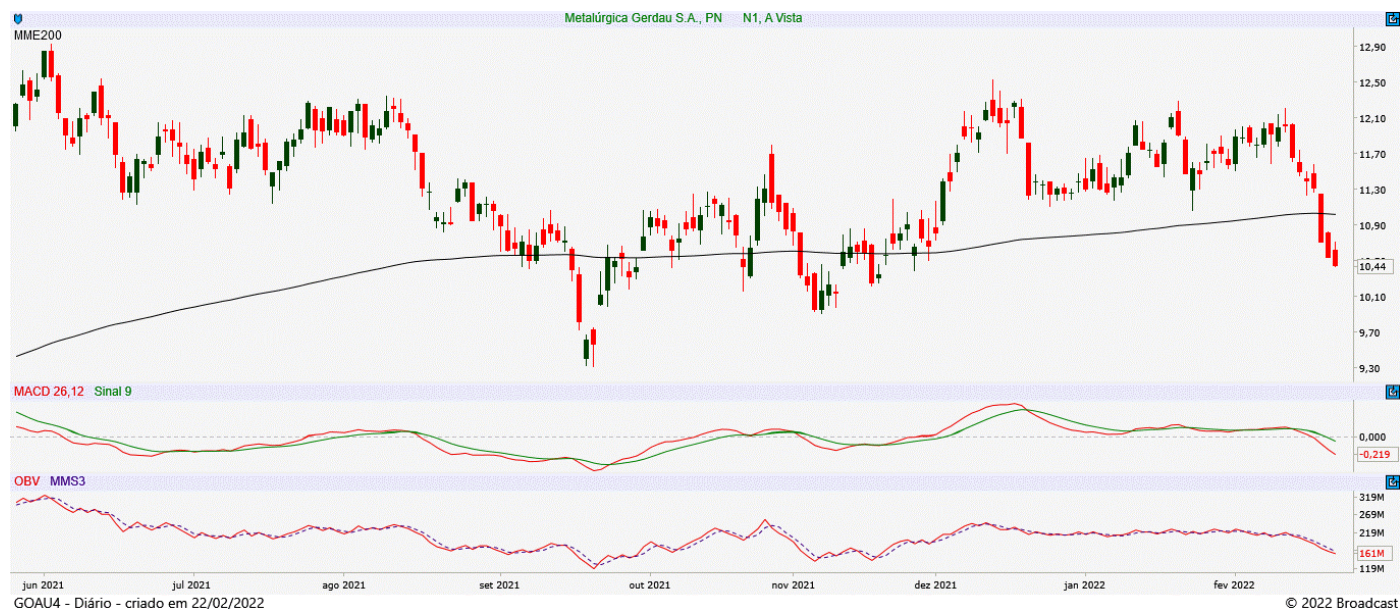 Metalúrgica Gerdau S.A., PN N1, A Vista
MME200
12,90
12,50
12,10
11,70
11,30
10,90
10,44
10,10
9,70
9,30
MACD 26,12 Sinal 9
0,000
-0,219
OBV MMS3
319M
269M
219M
161M
119M
jun 2021 jul 2021 ago 2021 set 2021 out 2021 nov 2021 dez 2021 jan 2022 fev 2022
GOAU4 - Diário - criado em 22/02/2022 © 2022 Broadcast